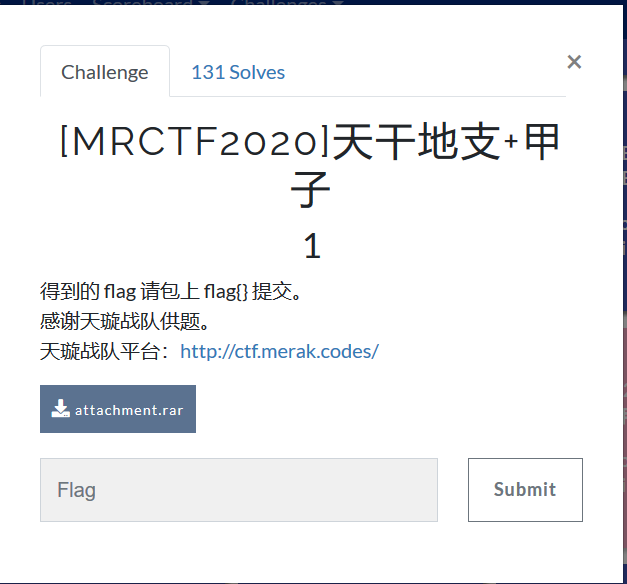 Users Scoreboard Challenges
Challenge
131 Solves
×
[MRCTF2020]天干地支+甲
子
1
得到的 flag 请包上 flag{} 提交。
感谢天璇战队供题。
天璇战队平台：http://ctf.merak.codes/
attachment.rar
Flag
Submit